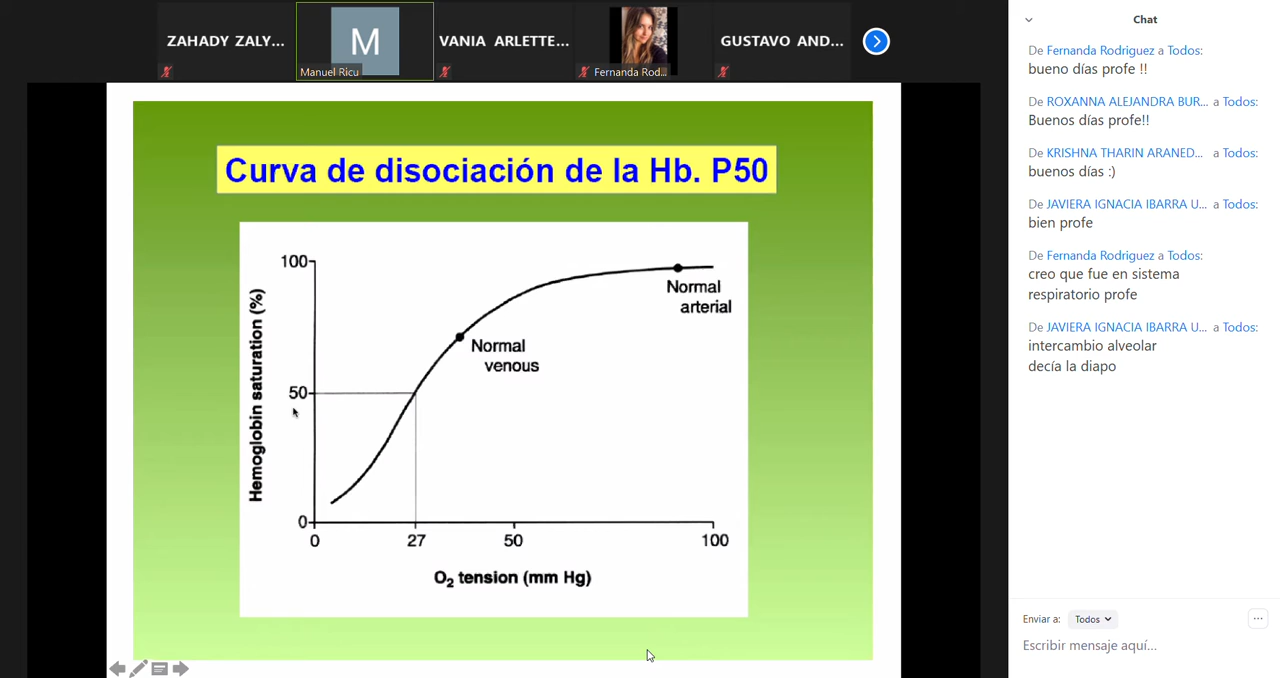 ZAHADY ZALY...
M
Manuel Ricu
VANIA ARLETTE...
Fernanda Rod...
GUSTAVO AND...
Curva de disociación de la Hb. P50
Hemoglobin saturation (%)
100
50
0
Normal
arterial
Normal
venous
0
27
50
100
O₂ tension (mm Hg)
Chat
De Fernanda Rodriguez a Todos:
bueno días profe !!
De ROXANNA ALEJANDRA BUR... a Todos:
Buenos días profe!!
De KRISHNA THARIN ARANED... a Todos:
buenos días :)
De JAVIERA IGNACIA IBARRA U... a Todos:
bien profe
De Fernanda Rodriguez a Todos:
creo que fue en sistema
respiratorio profe
De JAVIERA IGNACIA IBARRA U... a Todos:
intercambio alveolar
decía la diapo
Enviar a: Todos
Escribir mensaje aquí...